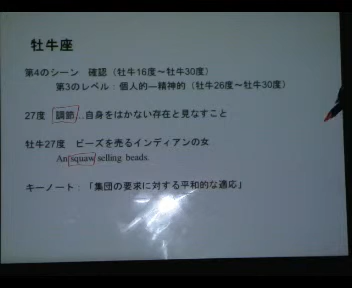 牡牛座
第4のシーン 確認（牡牛16度～牡牛30度）
第3のレベル：個人的―精神的（牡牛26度～牡牛30度）
27度 調節…自身をはかない存在と見なすこと
牡牛27度 ビーズを売るインディアンの女
An squaw selling beads.
キーノート：「集団の要求に対する平和的な適応」